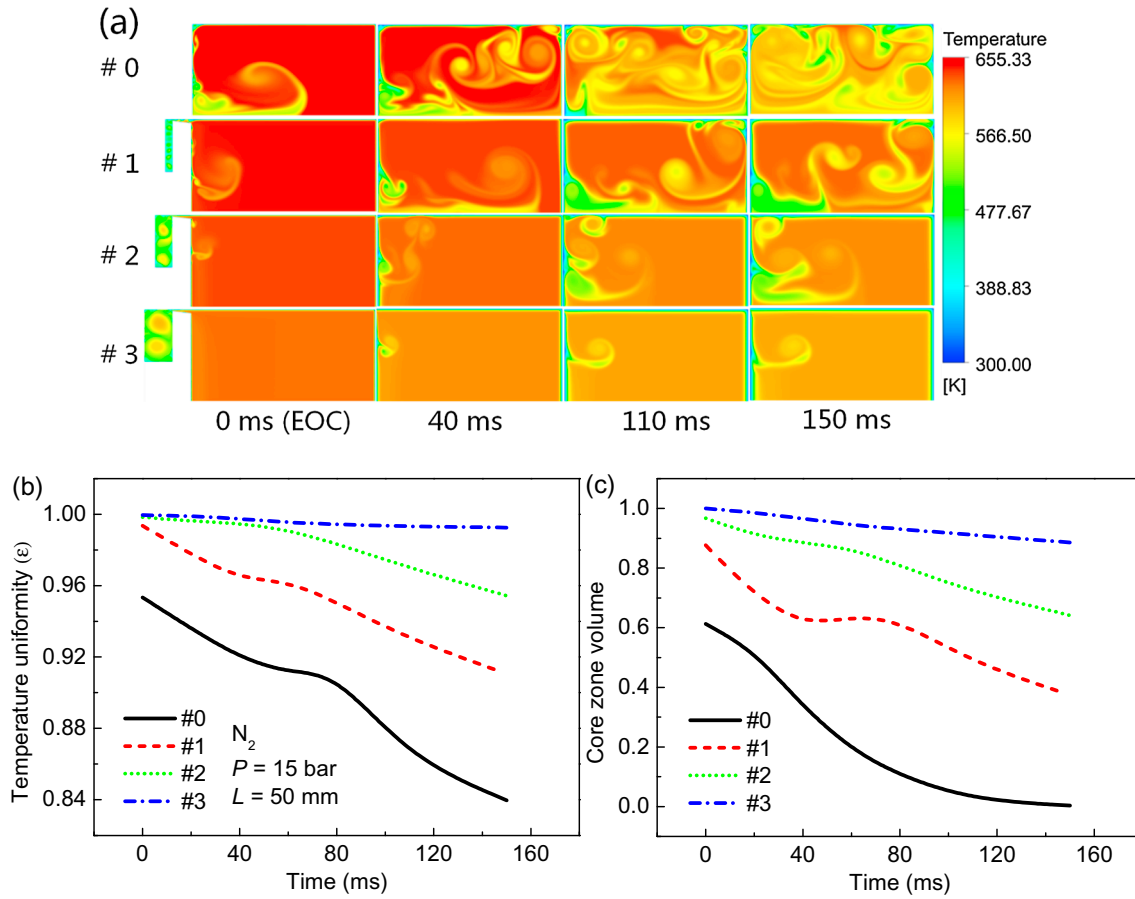 (a)
Temperature
# 0
655.33
# 1
566.50
477.67
# 2
388.83
# 3
300.00
[K]
0 ms (EOC) 40 ms 110 ms 150 ms
(b)
Temperature uniformity (ε)
1.00
0.96
0.92
0.88
0.84
#0
#1
#2
#3
N2
P = 15 bar
L = 50 mm
0 40 80 120 160
Time (ms)
(c)
Core zone volume
1.0
0.8
0.6
0.4
0.2
0.0
#0
#1
#2
#3
0 40 80 120 160
Time (ms)